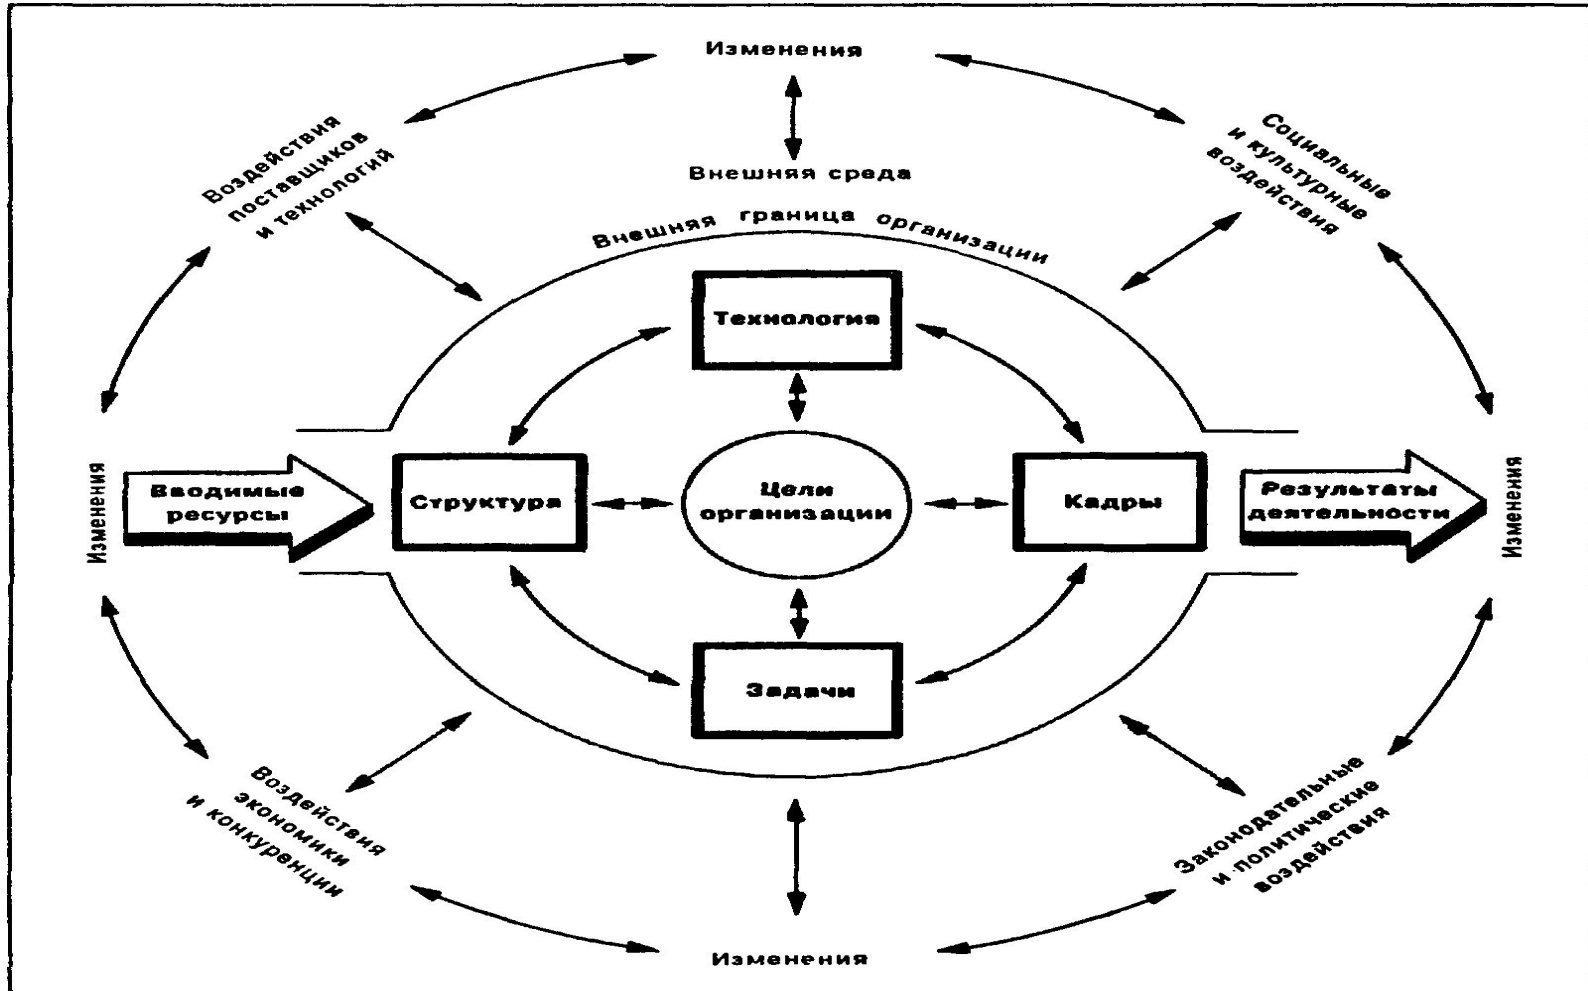 Изменения
Воздействия
поставщиков
и технологий
Социальные
и культурные
воздействия
Внешняя среда
Внешняя граница организации
Технология
Изменения
Вводимые
ресурсы
Структура
Цели
организации
Кадры
Результаты
деятельности
Изменения
Задачи
Воздействия
экономики
и конкуренции
Законодательные
и политические
воздействия
Изменения